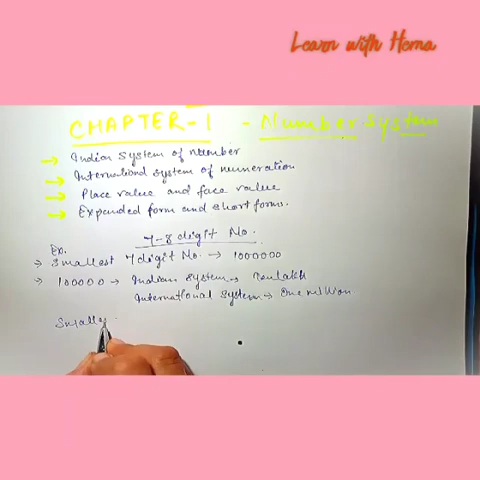 Learn with Hema
CHAPTER-1 - Number system
→ Indian System of number
→ International system of numeration
→ Place value and face value
→ Expended form and short forms.
7-8 digit No.
Ex.
→ Smallest 7 digit No. → 1000000
→ 100000 → Indian System → Ten lakh
International System → One million
Smalles